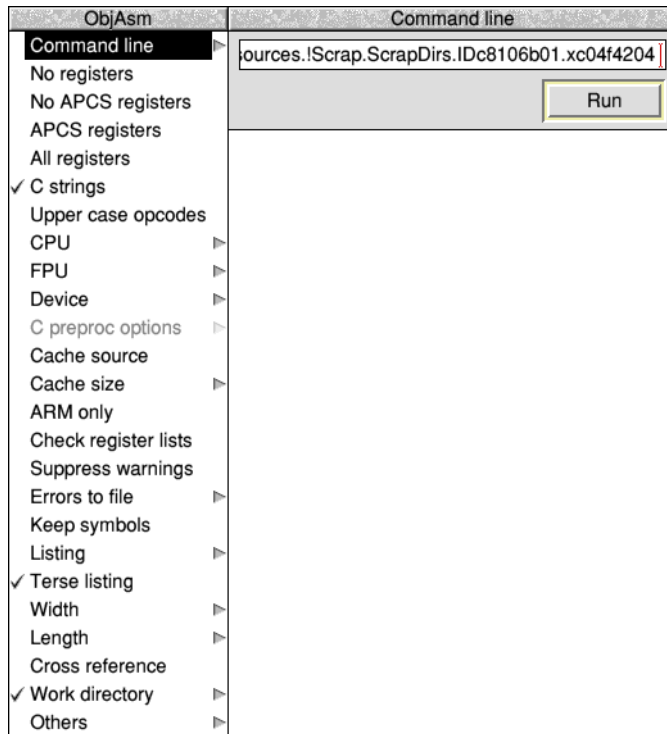 ObjAsm
Command line
No registers
No APCS registers
APCS registers
All registers
✓ C strings
Upper case opcodes
CPU
FPU
Device
C preproc options
Cache source
Cache size
ARM only
Check register lists
Suppress warnings
Errors to file
Keep symbols
Listing
✓ Terse listing
Width
Length
Cross reference
✓ Work directory
Others
Command line
ources.!Scrap.ScrapDirs.IDc8106b01.xc04f4204
Run